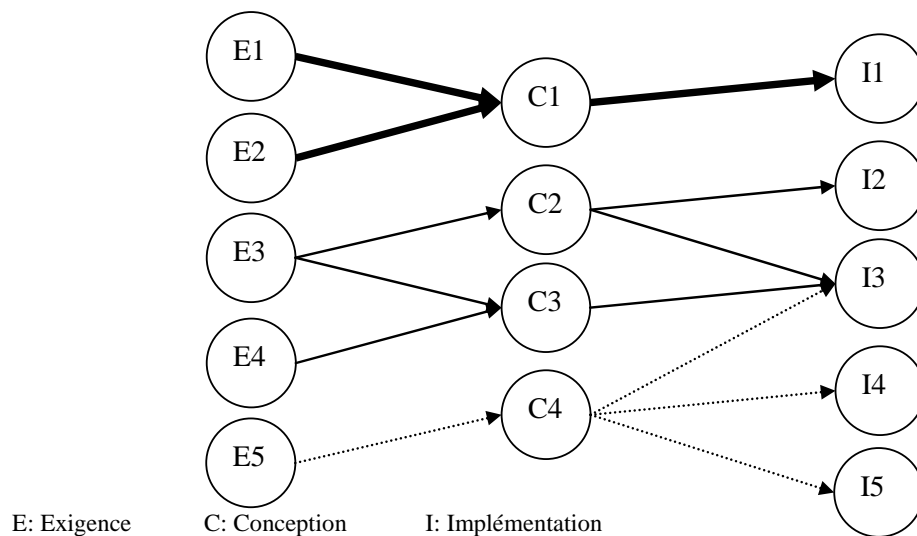 E1
E2
E3
E4
E5
C1
C2
C3
C4
I1
I2
I3
I4
I5
E: Exigence C: Conception I: Implémentation